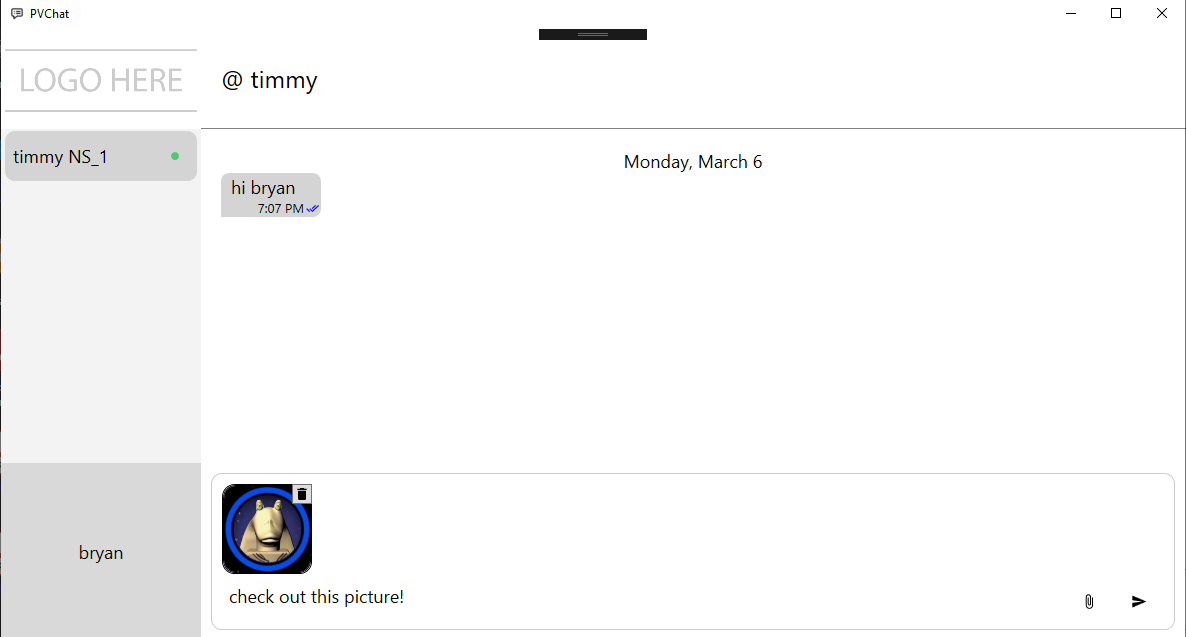 PVChat
LOGO HERE
@ timmy
timmy NS_1
Monday, March 6
hi bryan
7:07 PM
bryan
check out this picture!